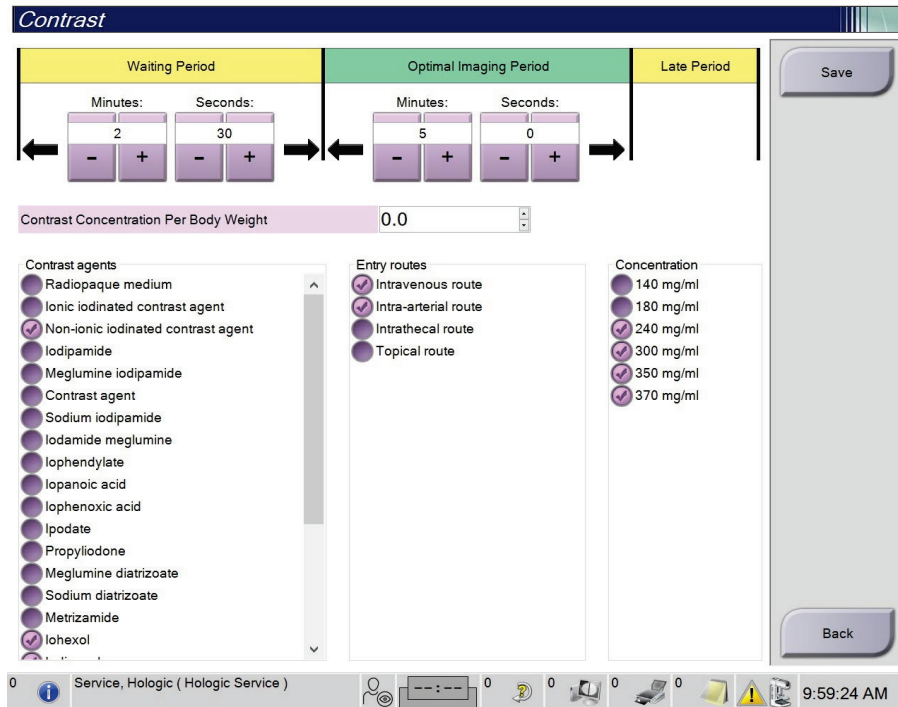 Contrast
Waiting Period
Optimal Imaging Period
Late Period
Save
Minutes:
Seconds:
Minutes:
Seconds:
2
30
5
0
-
+
-
+
-
+
-
+
Contrast Concentration Per Body Weight
0.0
Contrast agents
Radiopaque medium
Ionic iodinated contrast agent
Non-ionic iodinated contrast agent
Iodipamide
Meglumine iodipamide
Contrast agent
Sodium iodipamide
Iodamide meglumine
Iophendylate
Iopanoic acid
Iophenoxic acid
Ipodate
Propyliodone
Meglumine diatrizoate
Sodium diatrizoate
Metrizamide
Iohexol
Entry routes
Intravenous route
Intra-arterial route
Intrathecal route
Topical route
Concentration
140 mg/ml
180 mg/ml
240 mg/ml
300 mg/ml
350 mg/ml
370 mg/ml
Back
0
Service, Hologic ( Hologic Service )
--:--
0
0
0
0
9:59:24 AM